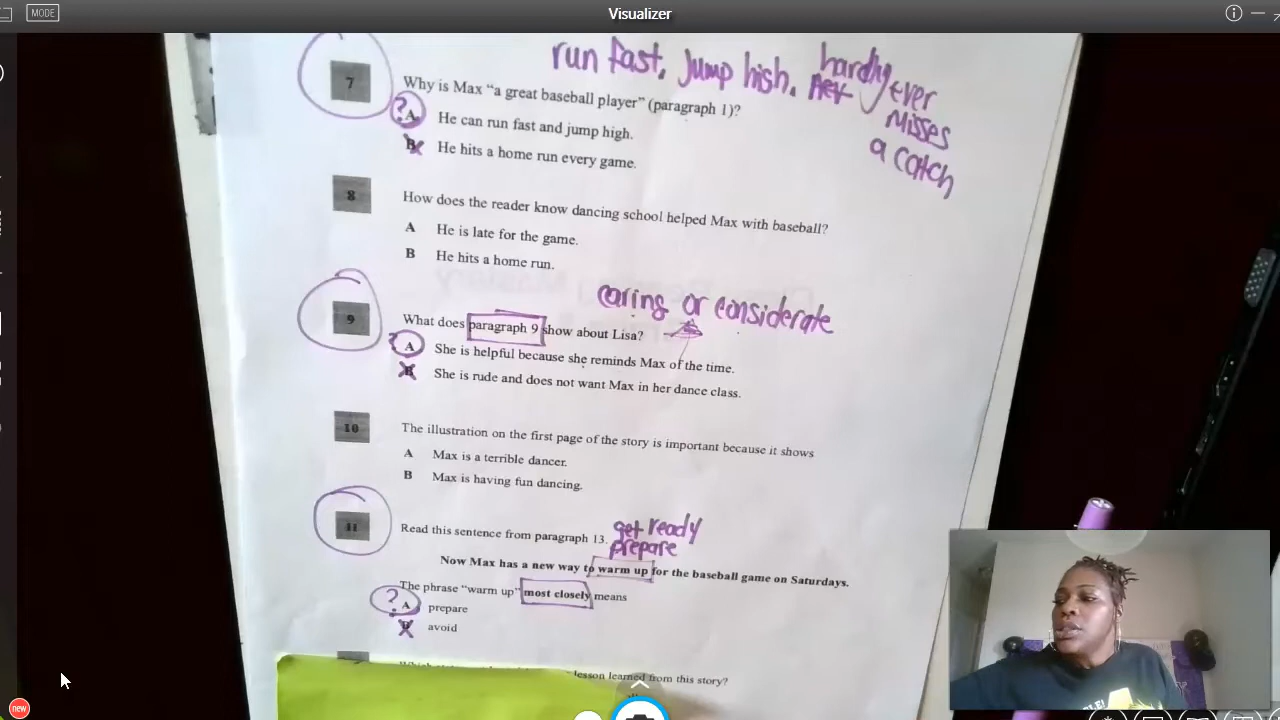 MODE
Visualizer
run fast, Jump high. hardly ever
misses
a catch
7
Why is Max “a great baseball player” (paragraph 1)?
? A He can run fast and jump high.
B He hits a home run every game.
8
How does the reader know dancing school helped Max with baseball?
A He is late for the game.
B He hits a home run.
caring or considerate
9
What does paragraph 9 show about Lisa?
A She is helpful because she reminds Max of the time.
B She is rude and does not want Max in her dance class.
10
The illustration on the first page of the story is important because it shows
A Max is a terrible dancer.
B Max is having fun dancing.
get ready
prepare
11
Read this sentence from paragraph 13.
Now Max has a new way to warm up for the baseball game on Saturdays.
The phrase “warm up” most closely means
? A prepare
B avoid
lesson learned from this story?
new